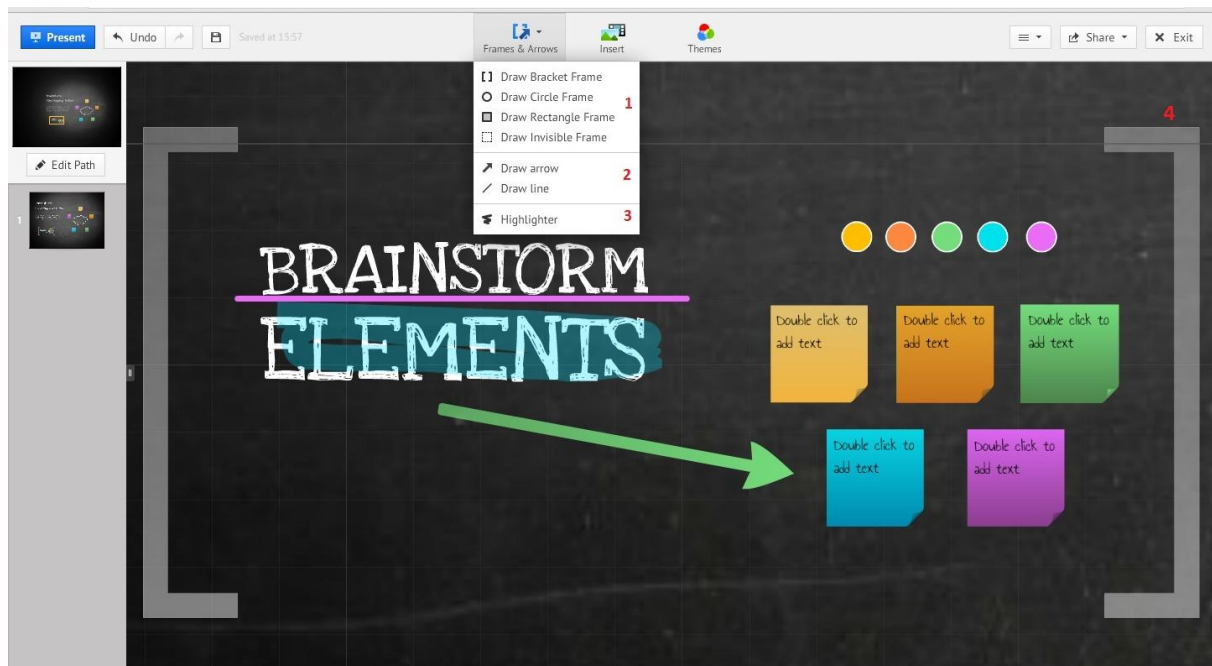 Present Undo Saved at 15:57 Frames & Arrows Insert Themes Share Exit
Draw Bracket Frame
Draw Circle Frame
1
Draw Rectangle Frame
Draw Invisible Frame
Draw arrow
2
Draw line
Highlighter 3
4
Edit Path
1
BRAINSTORM
ELEMENTS
Double click to
add text
Double click to
add text
Double click to
add text
Double click to
add text
Double click to
add text